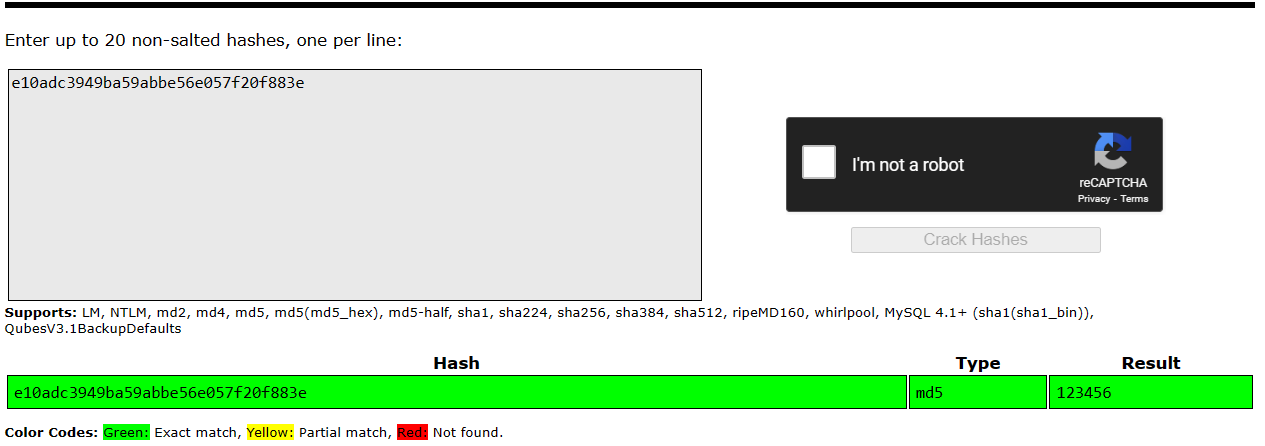 Enter up to 20 non-salted hashes, one per line:
e10adc3949ba59abbe56e057f20f883e
I'm not a robot
reCAPTCHA
Privacy - Terms
Crack Hashes
Supports: LM, NTLM, md2, md4, md5, md5(md5_hex), md5-half, sha1, sha224, sha256, sha384, sha512, ripeMD160, whirlpool, MySQL 4.1+ (sha1(sha1_bin)),
QubesV3.1BackupDefaults
Hash Type Result
e10adc3949ba59abbe56e057f20f883e md5 123456
Color Codes: Green: Exact match, Yellow: Partial match, Red: Not found.